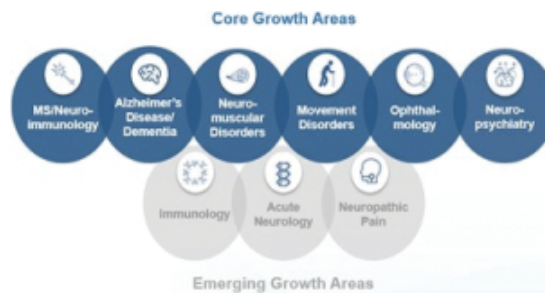 Core Growth Areas
MS/Neuro-
immunology
Alzheimer's
Disease/
Dementia
Neuro-
muscular
Disorders
Movement
Disorders
Ophthal-
mology
Neuro-
psychiatry
Immunology
Acute
Neurology
Neuropathic
Pain
Emerging Growth Areas